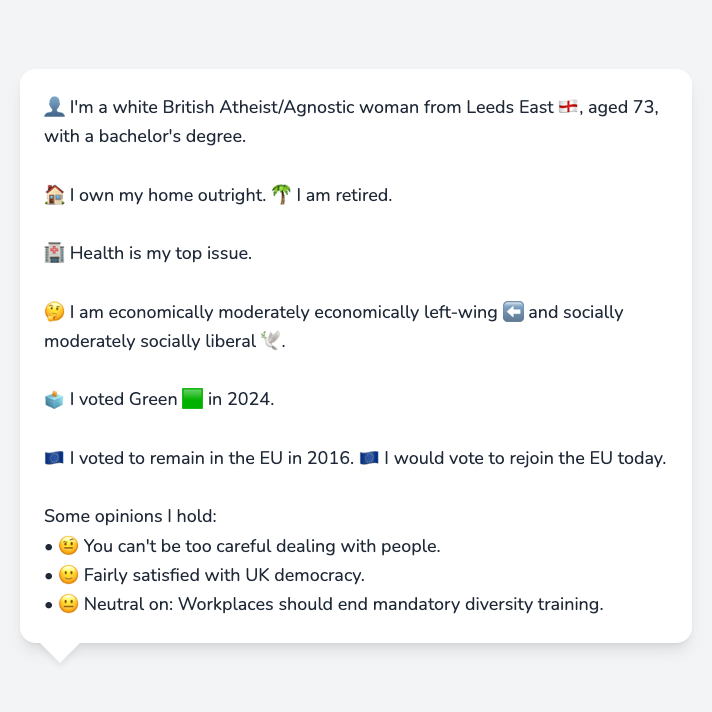 👤 I'm a white British Atheist/Agnostic woman from Leeds East 🏴󠁧󠁢󠁥󠁮󠁧󠁿, aged 73,
with a bachelor's degree.
🏠 I own my home outright. 🌴 I am retired.
🏥 Health is my top issue.
🤔 I am economically moderately economically left-wing ⬅️ and socially
moderately socially liberal 🕊️.
🗳️ I voted Green 🟩 in 2024.
🇪🇺 I voted to remain in the EU in 2016. 🇪🇺 I would vote to rejoin the EU today.
Some opinions I hold:
• 🤨 You can't be too careful dealing with people.
• 🙂 Fairly satisfied with UK democracy.
• 😐 Neutral on: Workplaces should end mandatory diversity training.